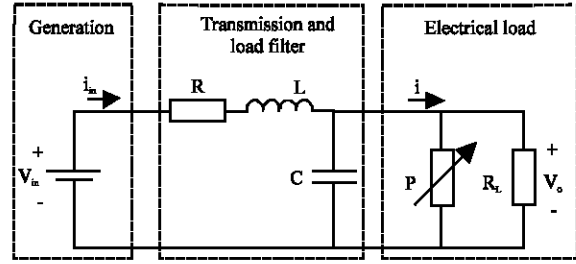 Generation
Transmission and
load filter
Electrical load
i_in
R
L
i
+
V_in
-
C
P
R_L
+
V_o
-